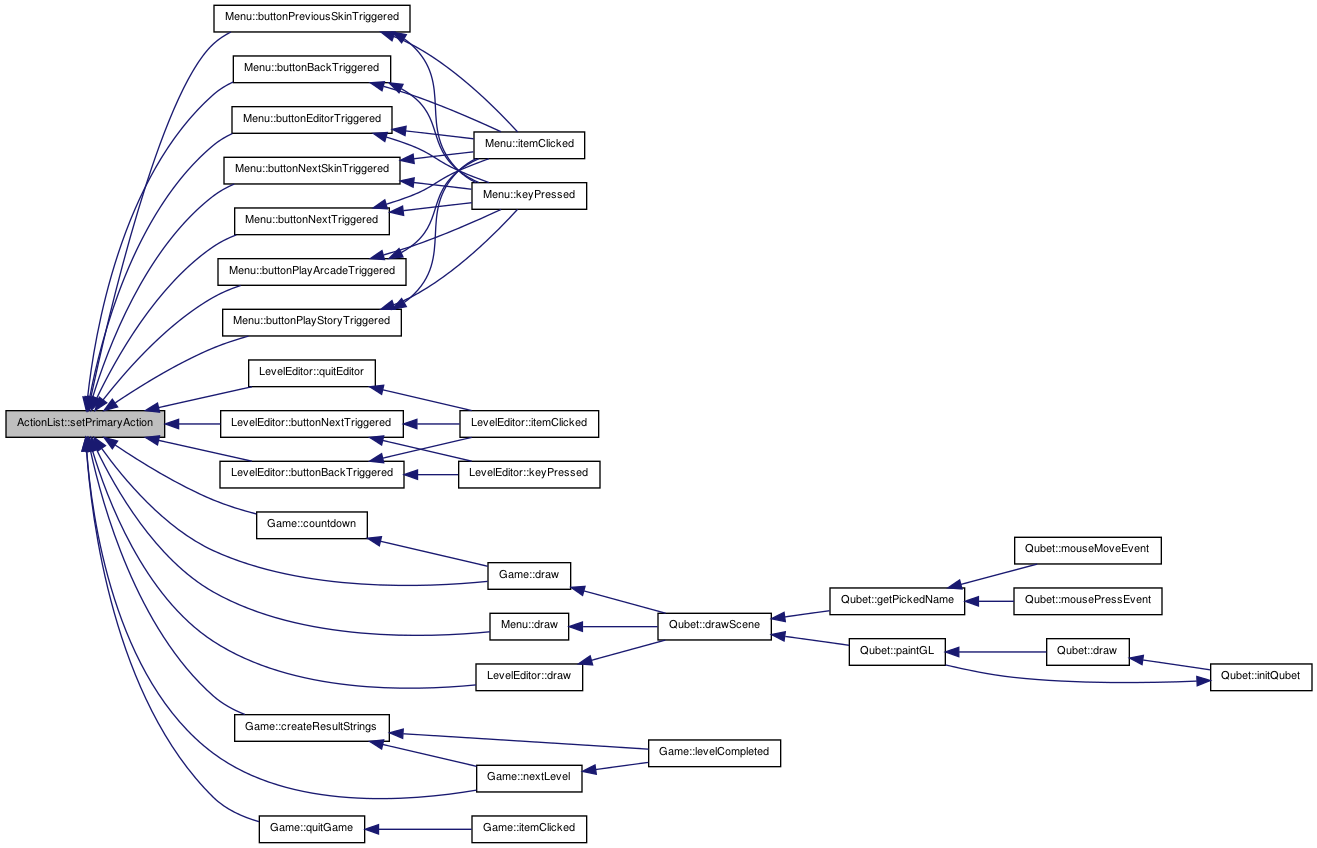 Menu::buttonPreviousSkinTriggered
Menu::buttonBackTriggered
Menu::buttonEditorTriggered
Menu::itemClicked
Menu::buttonNextSkinTriggered
Menu::keyPressed
Menu::buttonNextTriggered
Menu::buttonPlayArcadeTriggered
Menu::buttonPlayStoryTriggered
LevelEditor::quitEditor
ActionList::setPrimaryAction
LevelEditor::buttonNextTriggered
LevelEditor::itemClicked
LevelEditor::buttonBackTriggered
LevelEditor::keyPressed
Game::countdown
Qubet::mouseMoveEvent
Game::draw
Qubet::getPickedName
Qubet::mousePressEvent
Menu::draw
Qubet::drawScene
Qubet::paintGL
Qubet::draw
LevelEditor::draw
Qubet::initQubet
Game::createResultStrings
Game::levelCompleted
Game::nextLevel
Game::quitGame
Game::itemClicked